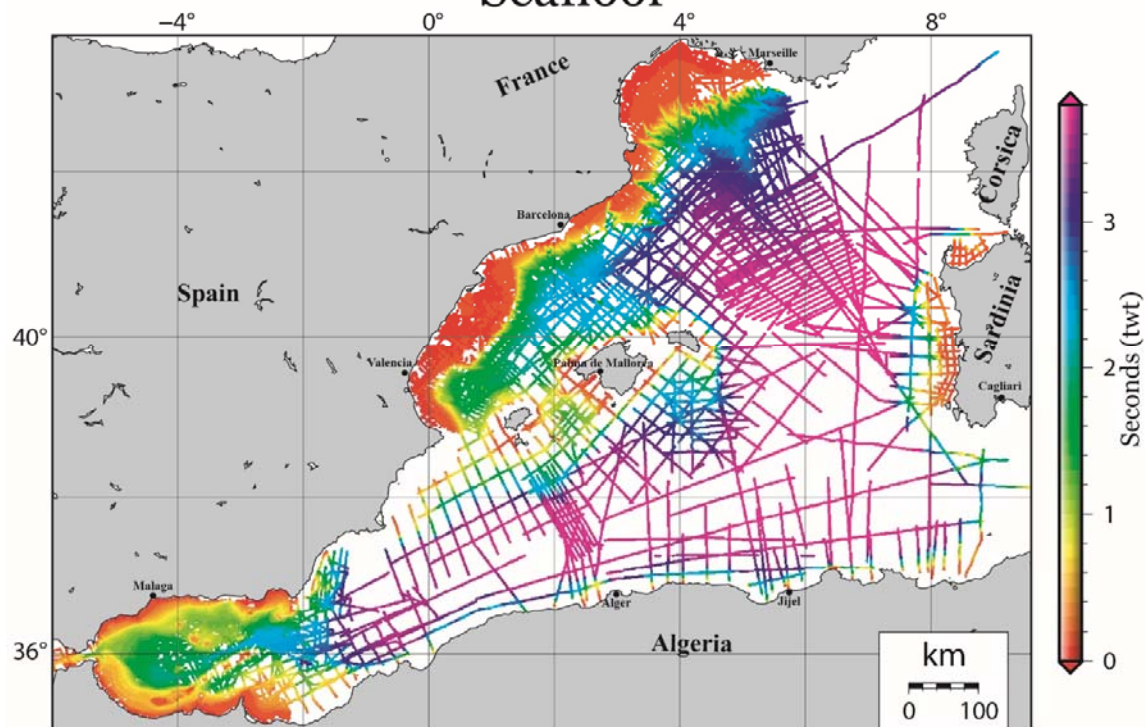 Seafloor
−4° 0° 4° 8°
Marseille
France
Corsica
Barcelona
3
Spain
Sardinia
Seconds (twt)
40°
Valencia
Palma de Mallorca
2
Cagliari
1
Malaga
Alger
Jijel
36°
Algeria
km
0 100
0